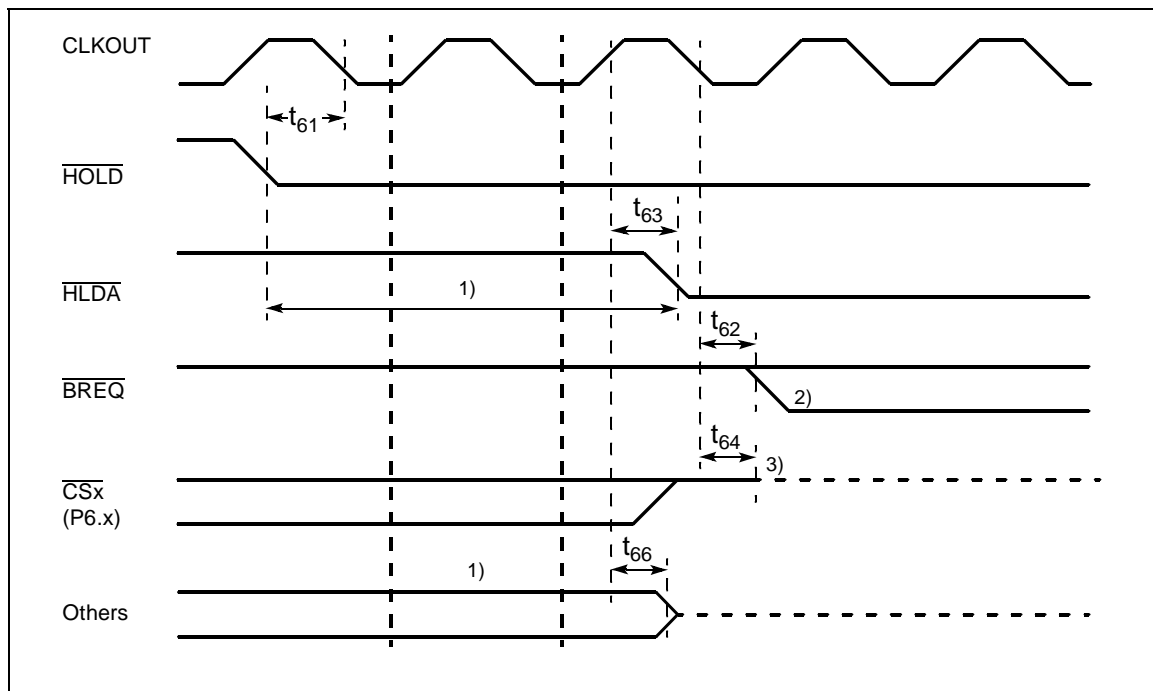 CLKOUT
t61
HOLD
t63
HLDA
1)
t62
BREQ
2)
t64
3)
CSx
(P6.x)
t66
1)
Others